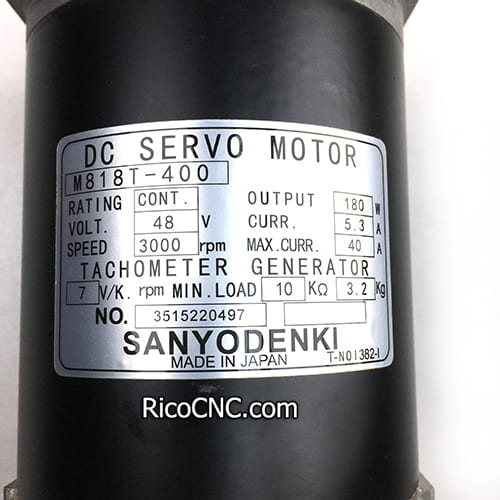 DC SERVO MOTOR
M818T-400
RATING CONT. OUTPUT 180 W
VOLT. 48 V CURR. 5.3 A
SPEED 3000 rpm MAX.CURR. 40 A
TACHOMETER GENERATOR
7 V/K. rpm MIN.LOAD 10 KΩ 3.2 Kg
NO. 3515220497
SANYODENKI
MADE IN JAPAN T-N01382-1
RicoCNC.com